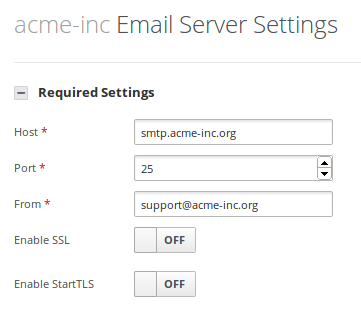 acme-inc Email Server Settings
Required Settings
Host * smtp.acme-inc.org
Port * 25
From * support@acme-inc.org
Enable SSL OFF
Enable StartTLS OFF